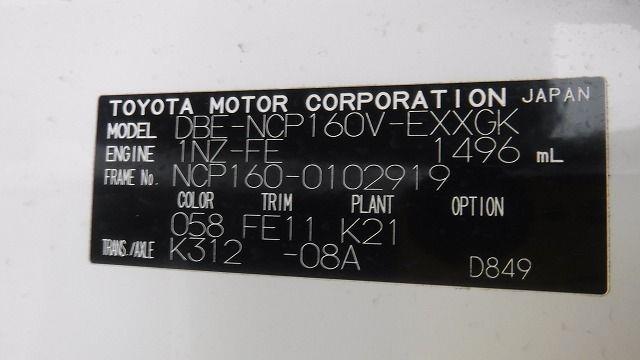 TOYOTA MOTOR CORPORATION JAPAN
MODEL DBE-NCP160V-EXXGK
ENGINE 1NZ-FE 1496 mL
FRAME No. NCP160-0102919
COLOR TRIM PLANT OPTION
058 FE11 K21
TRANS./AXLE K312 -08A
D849